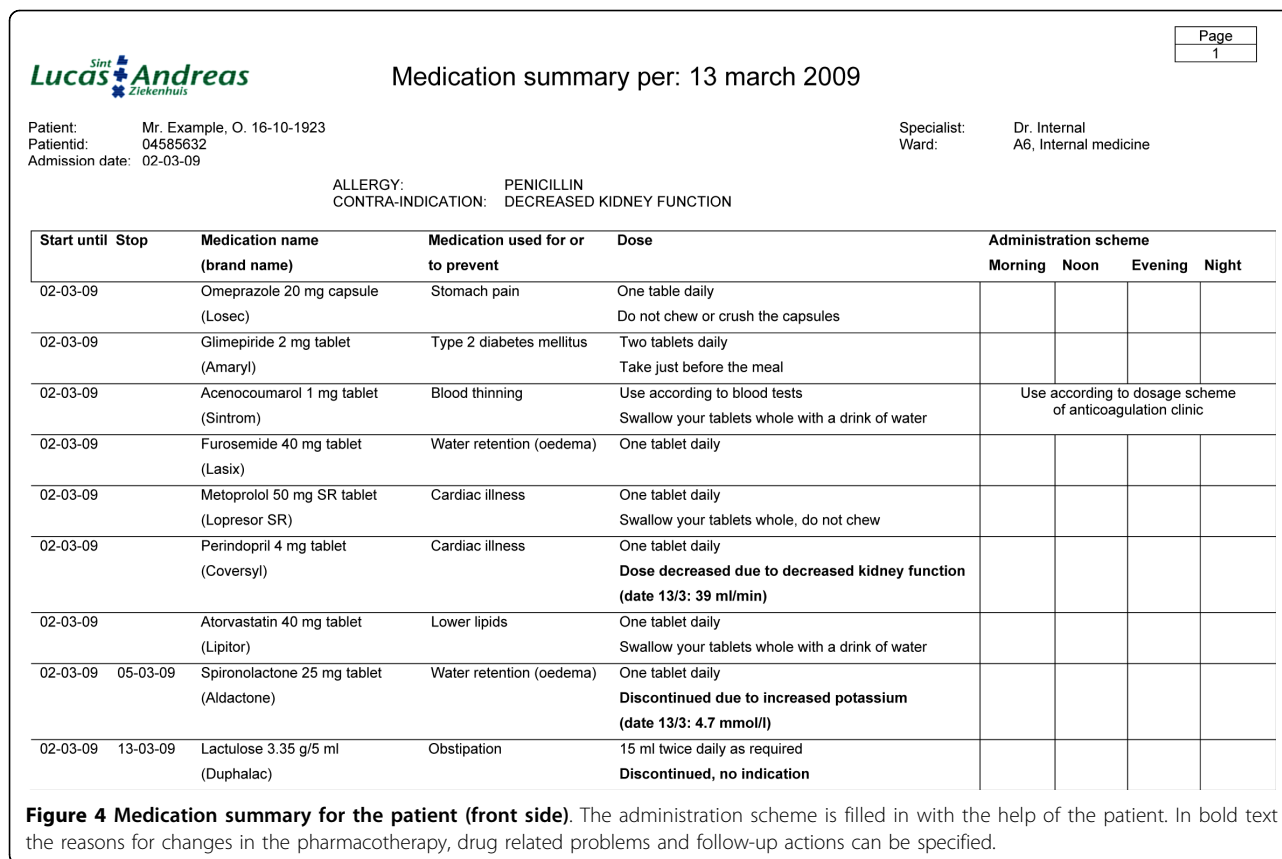 Page
1
Sint
Lucas Andreas
Ziekenhuis
Medication summary per: 13 march 2009
Patient: Mr. Example, O. 16-10-1923
Patientid: 04585632
Admission date: 02-03-09
Specialist: Dr. Internal
Ward: A6, Internal medicine
ALLERGY: PENICILLIN
CONTRA-INDICATION: DECREASED KIDNEY FUNCTION
Start until Stop Medication name Medication used for or Dose Administration scheme
(brand name) to prevent Morning Noon Evening Night
02-03-09 Omeprazole 20 mg capsule Stomach pain One table daily
(Losec) Do not chew or crush the capsules
02-03-09 Glimepiride 2 mg tablet Type 2 diabetes mellitus Two tablets daily
(Amaryl) Take just before the meal
02-03-09 Acenocoumarol 1 mg tablet Blood thinning Use according to blood tests Use according to dosage scheme
(Sintrom) Swallow your tablets whole with a drink of water of anticoagulation clinic
02-03-09 Furosemide 40 mg tablet Water retention (oedema) One tablet daily
(Lasix)
02-03-09 Metoprolol 50 mg SR tablet Cardiac illness One tablet daily
(Lopresor SR) Swallow your tablets whole, do not chew
02-03-09 Perindopril 4 mg tablet Cardiac illness One tablet daily
(Coversyl) Dose decreased due to decreased kidney function
(date 13/3: 39 ml/min)
02-03-09 Atorvastatin 40 mg tablet Lower lipids One tablet daily
(Lipitor) Swallow your tablets whole with a drink of water
02-03-09 05-03-09 Spironolactone 25 mg tablet Water retention (oedema) One tablet daily
(Aldactone) Discontinued due to increased potassium
(date 13/3: 4.7 mmol/l)
02-03-09 13-03-09 Lactulose 3.35 g/5 ml Obstipation 15 ml twice daily as required
(Duphalac) Discontinued, no indication
Figure 4 Medication summary for the patient (front side). The administration scheme is filled in with the help of the patient. In bold text
the reasons for changes in the pharmacotherapy, drug related problems and follow-up actions can be specified.